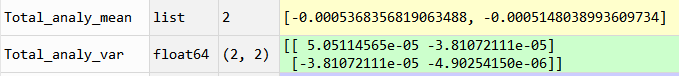 Total_analy_mean list 2 [-0.0005368356819063488, -0.0005148038993609734]
Total_analy_var float64 (2, 2) [[ 5.05114565e-05 -3.81072111e-05]
[-3.81072111e-05 -4.90254150e-06]]